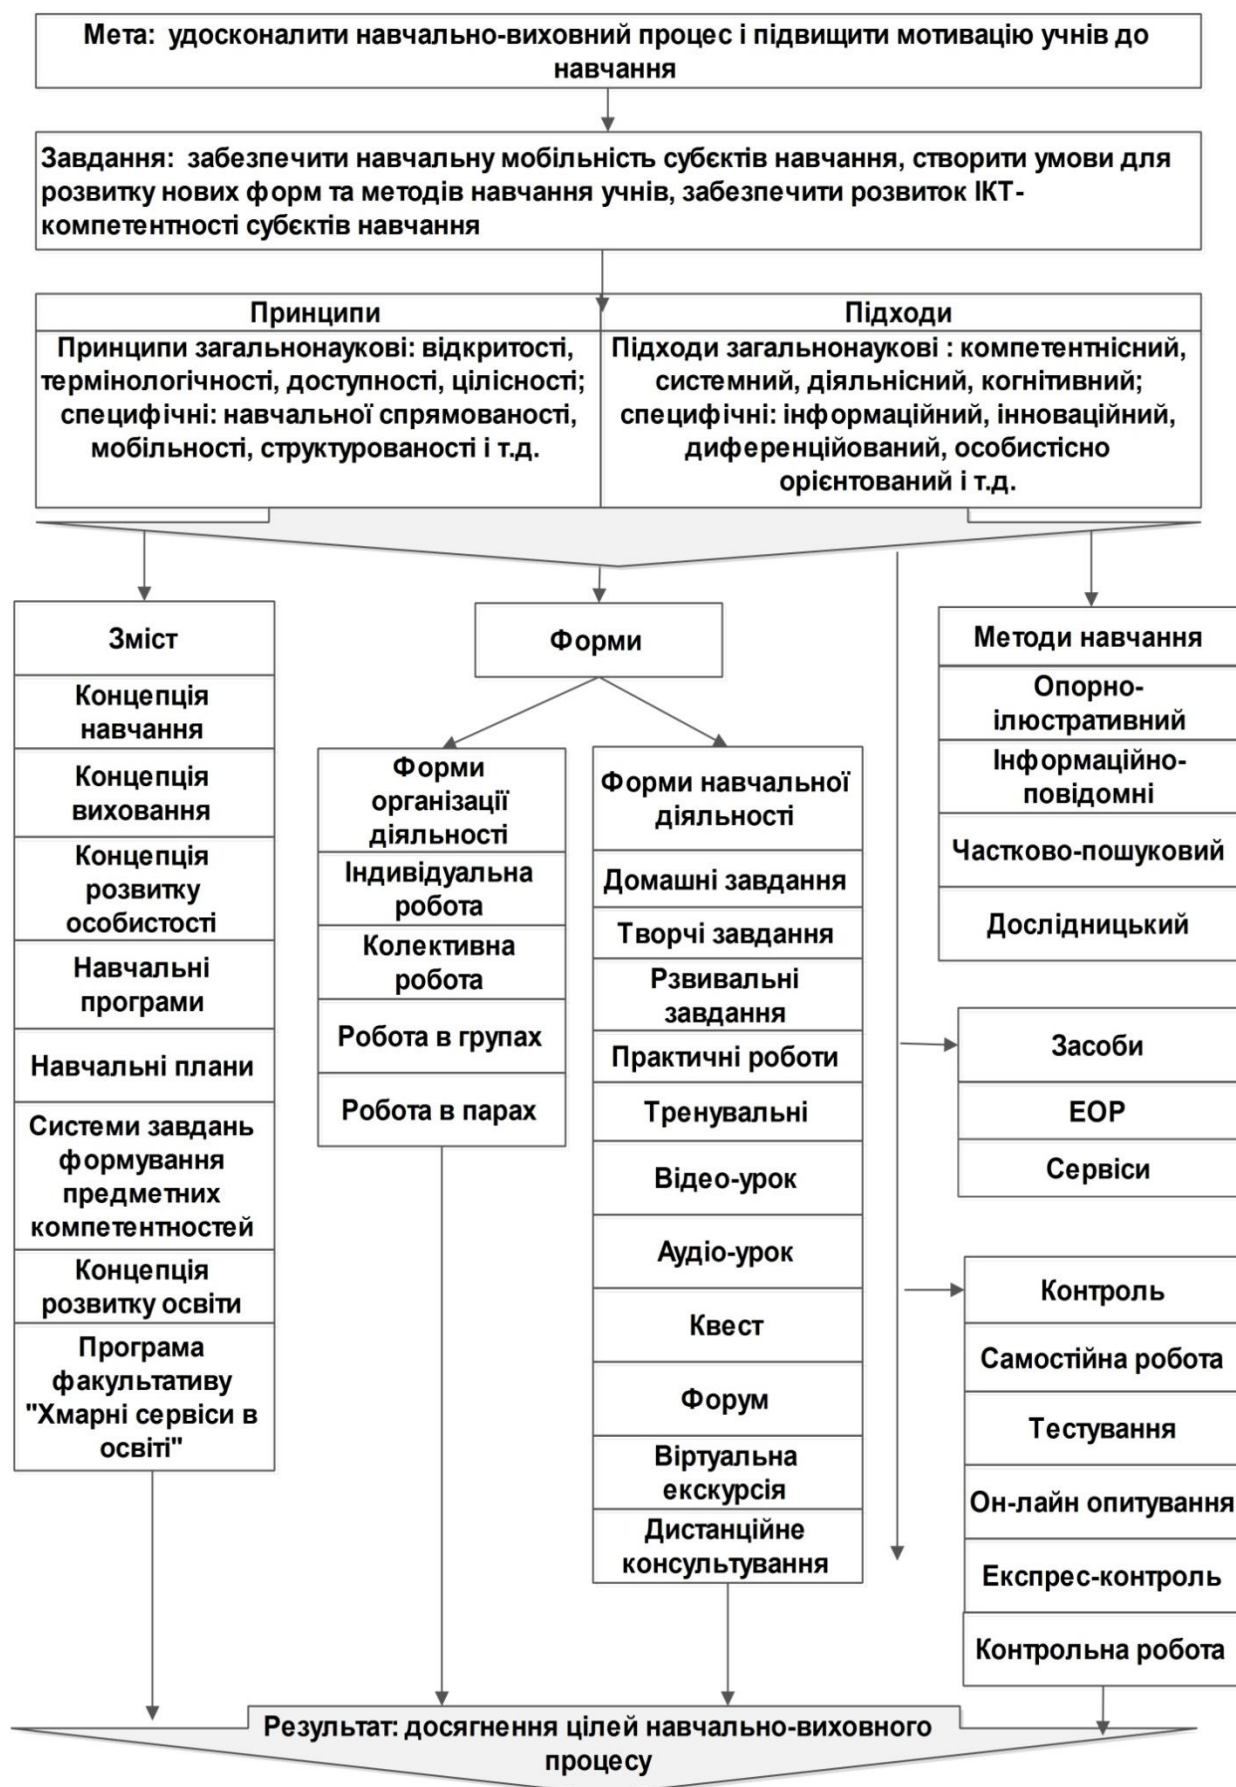 Мета: удосконалити навчально-виховний процес і підвищити мотивацію учнів до
навчання
Завдання: забезпечити навчальну мобільність субєктів навчання, створити умови для
розвитку нових форм та методів навчання учнів, забезпечити розвиток ІКТ-
компетентності субєктів навчання
Принципи
Принципи загальнонаукові: відкритості,
термінологічності, доступності, цілісності;
специфічні: навчальної спрямованості,
мобільності, структурованості і т.д.
Підходи
Підходи загальнонаукові : компетентнісний,
системний, діяльнісний, когнітивний;
специфічні: інформаційний, інноваційний,
диференційований, особистісно
орієнтований і т.д.
Зміст
Концепція
навчання
Концепція
виховання
Концепція
розвитку
особистості
Навчальні
програми
Навчальні плани
Системи завдань
формування
предметних
компетентностей
Концепція
розвитку освіти
Програма
факультативу
"Хмарні сервіси в
освіті"
Форми
Форми
організації
діяльності
Індивідуальна
робота
Колективна
робота
Робота в групах
Робота в парах
Форми навчальної
діяльності
Домашні завдання
Творчі завдання
Рзвивальні
завдання
Практичні роботи
Тренувальні
Відео-урок
Аудіо-урок
Квест
Форум
Віртуальна
екскурсія
Дистанційне
консультування
Методи навчання
Опорно-
ілюстративний
Інформаційно-
повідомні
Частково-пошуковий
Дослідницький
Засоби
ЕОР
Сервіси
Контроль
Самостійна робота
Тестування
Он-лайн опитування
Експрес-контроль
Контрольна робота
Результат: досягнення цілей навчально-виховного
процесу